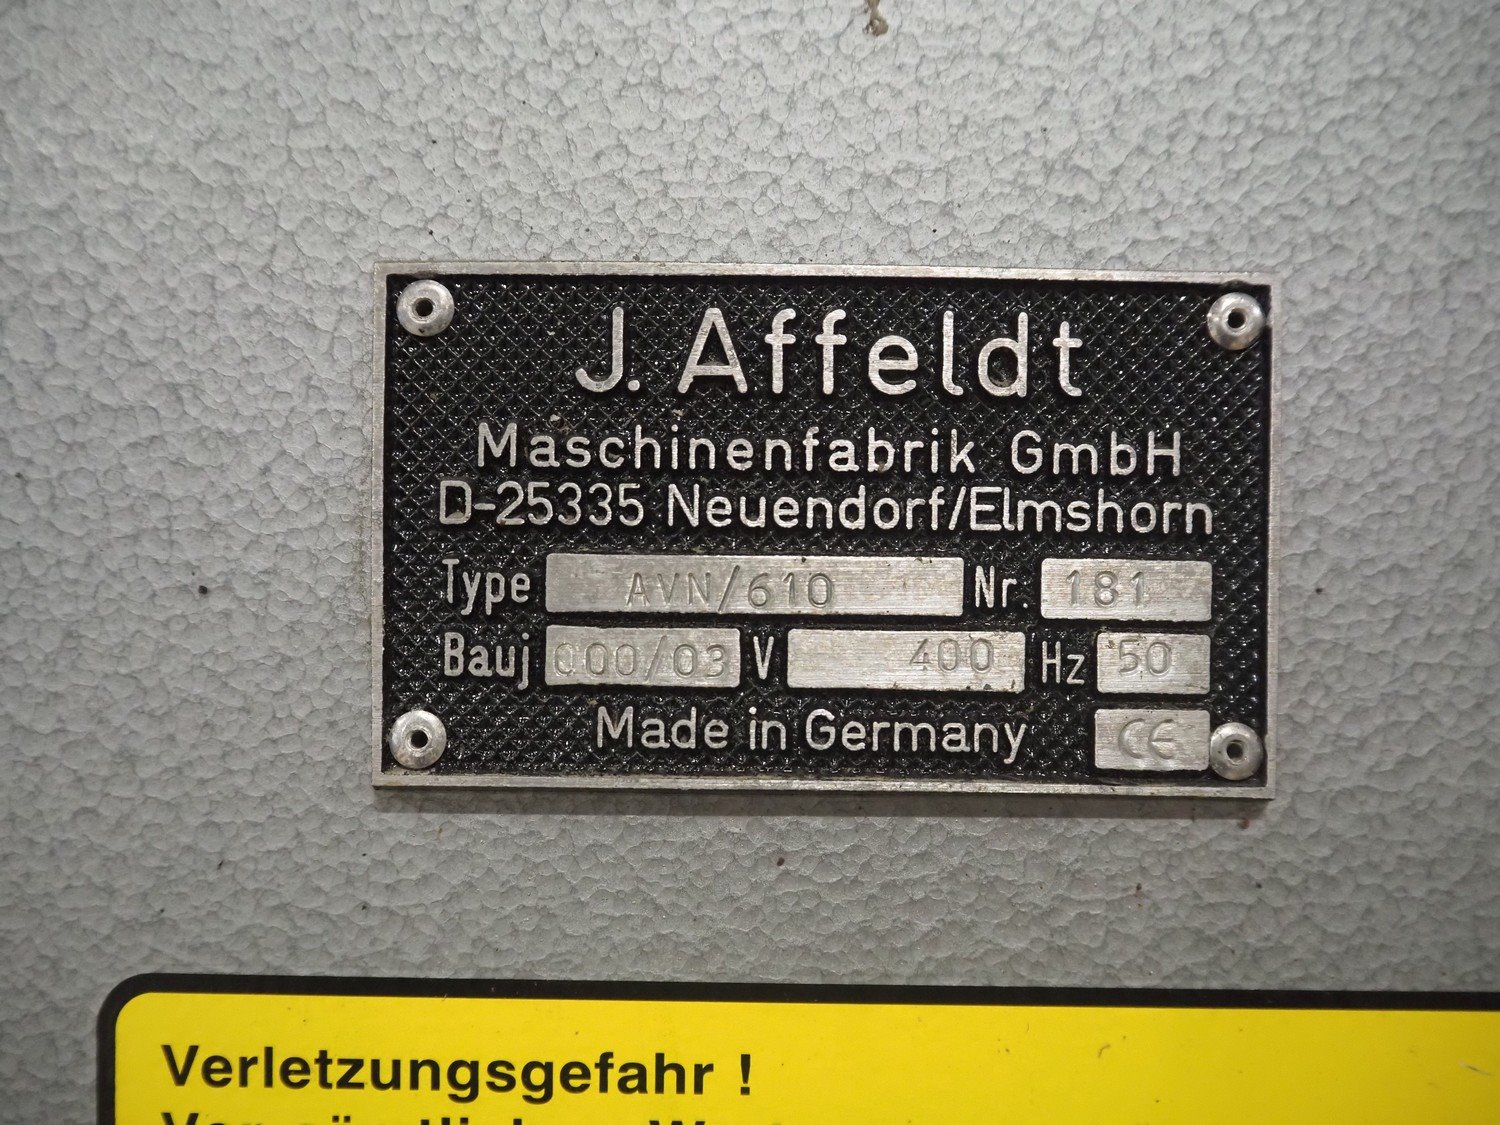 J. Affeldt
Maschinenfabrik GmbH
D-25335 Neuendorf/Elmshorn
Type AVN/610 Nr. 181
Bauj 000/03 V 400 Hz 50
Made in Germany CE
Verletzungsgefahr !